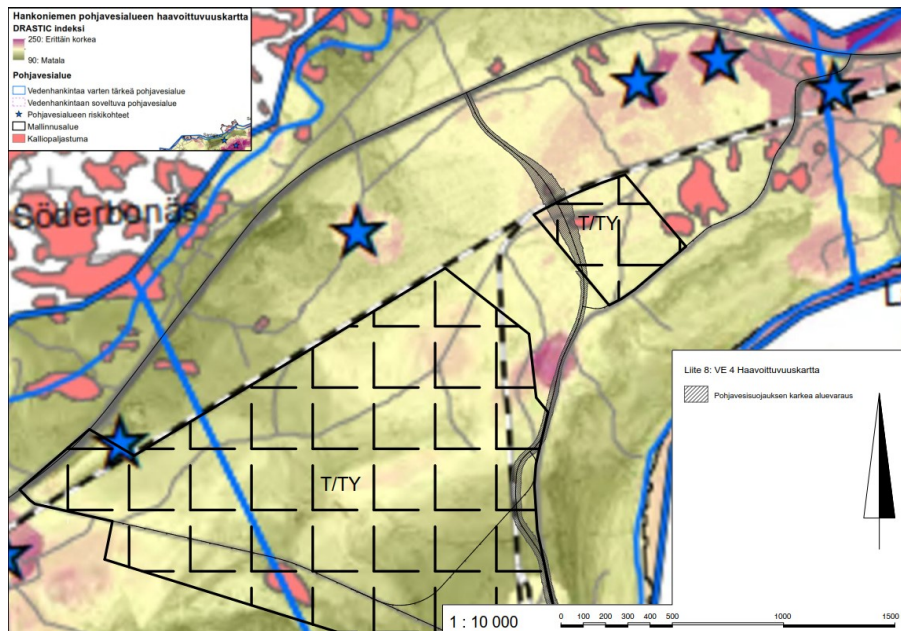 Hankoniemen pohjavesialueen haavoittuvuuskartta
DRASTIC indeksi
250: Erittäin korkea
90: Matala
Pohjavesialue
Vedenhankintaa varten tärkeä pohjavesialue
Vedenhankintaan soveltuva pohjavesialue
Pohjavesialueen riskikohteet
Mallinnusalue
Kalliopaljastuma
Söderbonäs
T/TY
T/TY
Liite 8: VE 4 Haavoittuvuuskartta
Pohjavesisuojauksen karkea aluevaraus
1 : 10 000
0 100 200 300 400 500 1000 1500